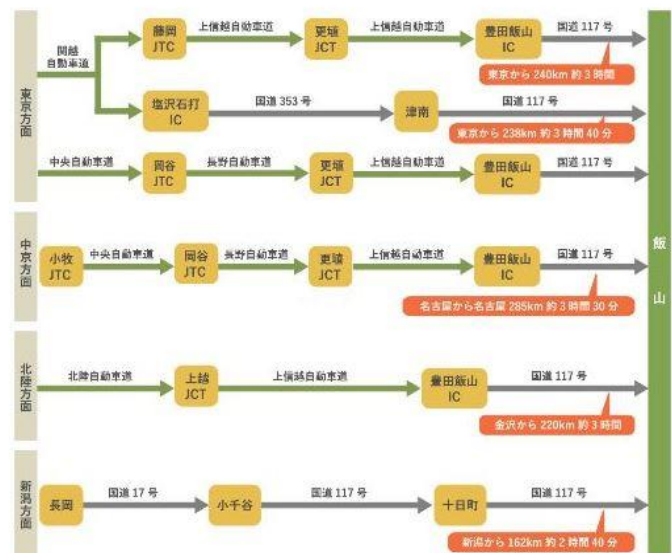 東京方面
関越
自動車道
藤岡
JTC
上信越自動車道
更埴
JCT
上信越自動車道
豊田飯山
IC
国道 117 号
東京から 240km 約 3 時間
塩沢石打
IC
国道 353 号
津南
国道 117 号
東京から 238km 約 3 時間 40 分
中央自動車道
岡谷
JTC
長野自動車道
更埴
JCT
上信越自動車道
豊田飯山
IC
国道 117 号
中京方面
小牧
JTC
中央自動車道
岡谷
JTC
長野自動車道
更埴
JCT
上信越自動車道
豊田飯山
IC
国道 117 号
名古屋から名古屋 285km 約 3 時間 30 分
北陸方面
北陸自動車道
上越
JCT
上信越自動車道
豊田飯山
IC
国道 117 号
金沢から 220km 約 3 時間
新潟方面
長岡
国道 17 号
小千谷
国道 117 号
十日町
国道 117 号
新潟から 162km 約 2 時間 40 分
飯山